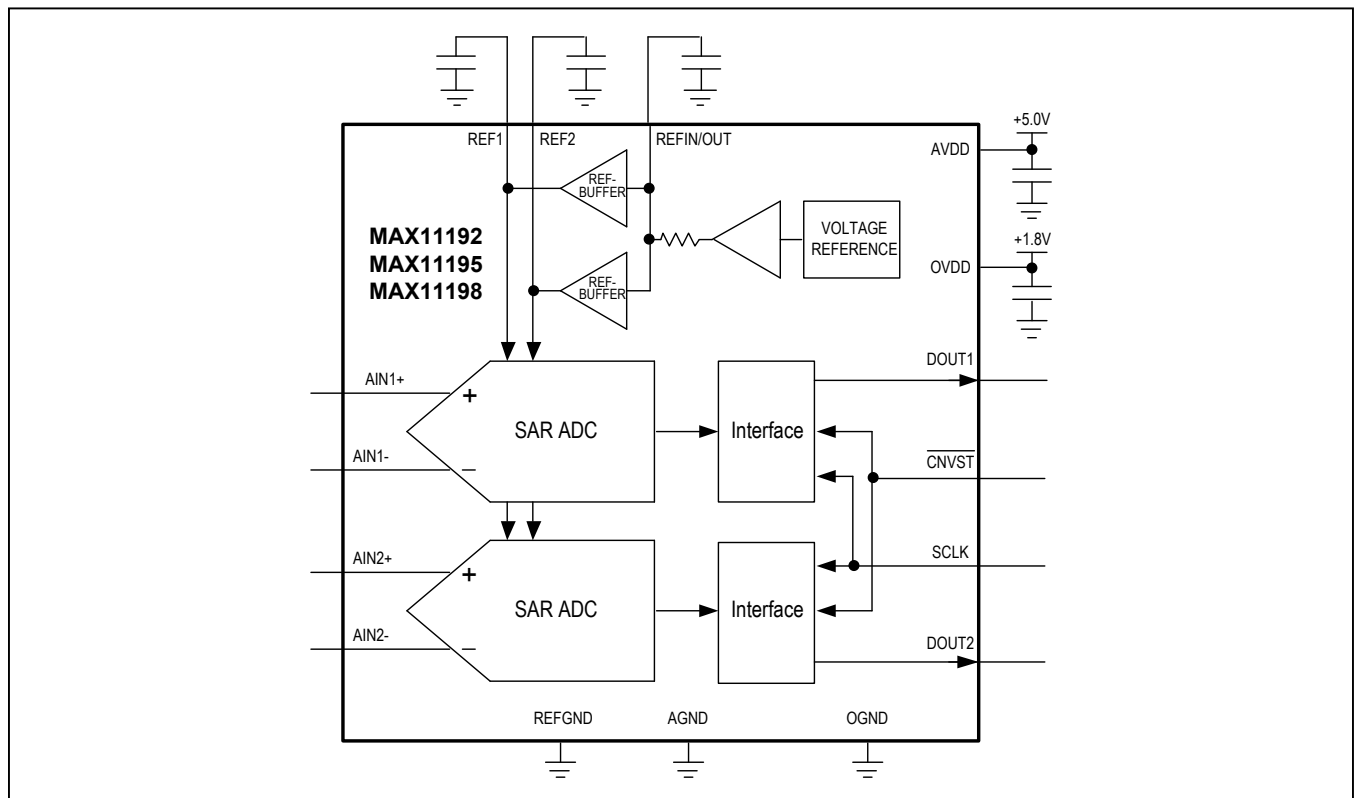 REF1
REF2
REFIN/OUT
+5.0V
AVDD
REF-
BUFFER
MAX11192
MAX11195
MAX11198
VOLTAGE
REFERENCE
+1.8V
OVDD
REF-
BUFFER
DOUT1
AIN1+
+
SAR ADC
Interface
CNVST
AIN1-
−
SCLK
AIN2+
+
SAR ADC
Interface
DOUT2
AIN2-
−
REFGND
AGND
OGND